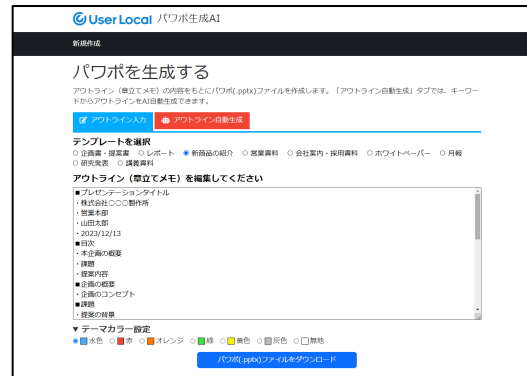 User Local パワポ生成AI
新規作成
パワポを生成する
アウトライン（章立てメモ）の内容をもとにパワポ(.pptx)ファイルを作成します。「アウトライン自動生成」タブでは、キーワー
ドからアウトラインをAI自動生成できます。
アウトライン入力 アウトライン自動生成
テンプレートを選択
企画書・提案書 レポート 新商品の紹介 営業資料 会社案内・採用資料 ホワイトペーパー 月報
研究発表 講義資料
アウトライン（章立てメモ）を編集してください
■プレゼンテーションタイトル
・株式会社〇〇〇製作所
・営業本部
・山田太郎
・2023/12/13
■目次
・本企画の概要
・課題
・提案内容
■企画の概要
・企画のコンセプト
■課題
・提案の背景
▼ テーマカラー設定
水色 赤 オレンジ 緑 黄色 灰色 無地
パワポ(.pptx)ファイルをダウンロード